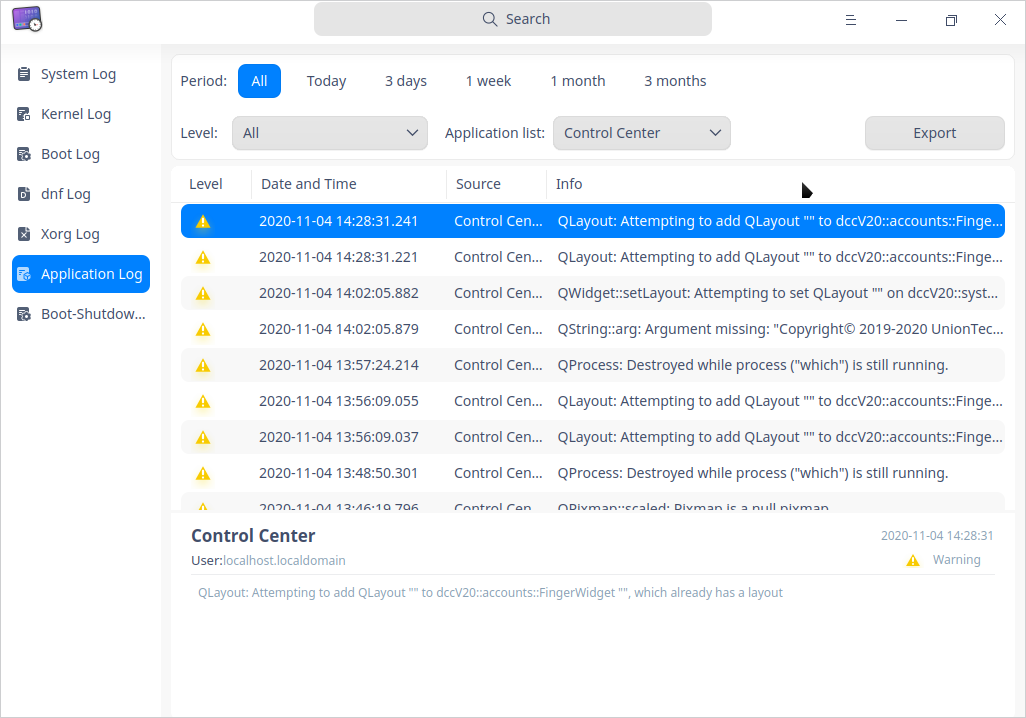 Search
System Log
Kernel Log
Boot Log
dnf Log
Xorg Log
Application Log
Boot-Shutdow...
Period: All Today 3 days 1 week 1 month 3 months
Level: All Application list: Control Center Export
Level Date and Time Source Info
2020-11-04 14:28:31.241 Control Cen... QLayout: Attempting to add QLayout "" to dccV20::accounts::Finge...
2020-11-04 14:28:31.221 Control Cen... QLayout: Attempting to add QLayout "" to dccV20::accounts::Finge...
2020-11-04 14:02:05.882 Control Cen... QWidget::setLayout: Attempting to set QLayout "" on dccV20::syst...
2020-11-04 14:02:05.879 Control Cen... QString::arg: Argument missing: "Copyright© 2019-2020 UnionTec...
2020-11-04 13:57:24.214 Control Cen... QProcess: Destroyed while process ("which") is still running.
2020-11-04 13:56:09.055 Control Cen... QLayout: Attempting to add QLayout "" to dccV20::accounts::Finge...
2020-11-04 13:56:09.037 Control Cen... QLayout: Attempting to add QLayout "" to dccV20::accounts::Finge...
2020-11-04 13:48:50.301 Control Cen... QProcess: Destroyed while process ("which") is still running.
2020-11-04 13:46:19.796 Control Cen... QPixmap::scaled: Pixmap is a null pixmap
Control Center 2020-11-04 14:28:31
User:localhost.localdomain Warning
QLayout: Attempting to add QLayout "" to dccV20::accounts::FingerWidget "", which already has a layout